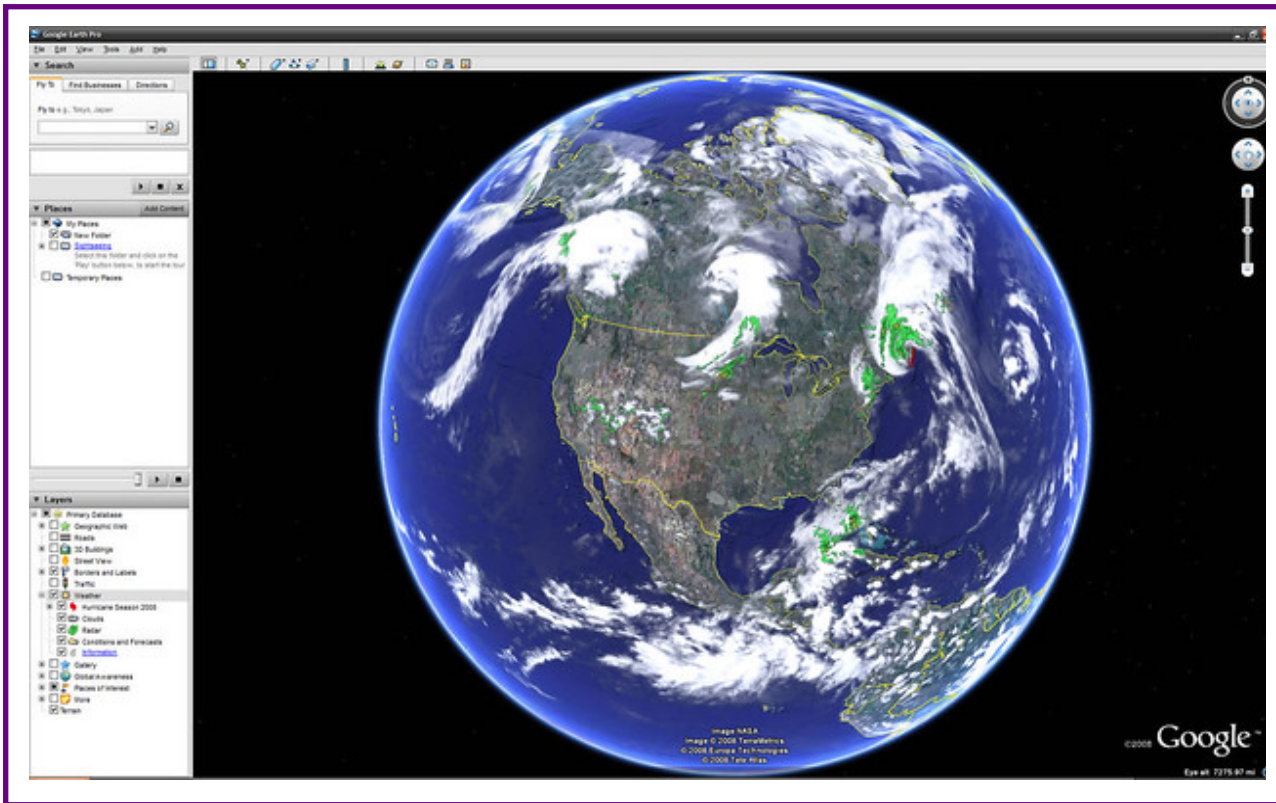 Google Earth Pro
File Edit View Tools Add Help
Search
Fly To Find Businesses Directions
Fly to e.g., Tokyo, Japan
Places Add Content
My Places
New Folder
Sightseeing
Select this folder and click on the
'Play' button below, to start the tour
Temporary Places
Layers
Primary Database
Geographic Web
Roads
3D Buildings
Street View
Borders and Labels
Traffic
Weather
Hurricane Season 2008
Clouds
Radar
Conditions and Forecasts
Information
Gallery
Global Awareness
Places of Interest
More
Terrain
Image NASA
Image © 2008 TerraMetrics
© 2008 Europa Technologies
© 2008 Tele Atlas
©2008 Google™
Eye alt 7275.97 mi